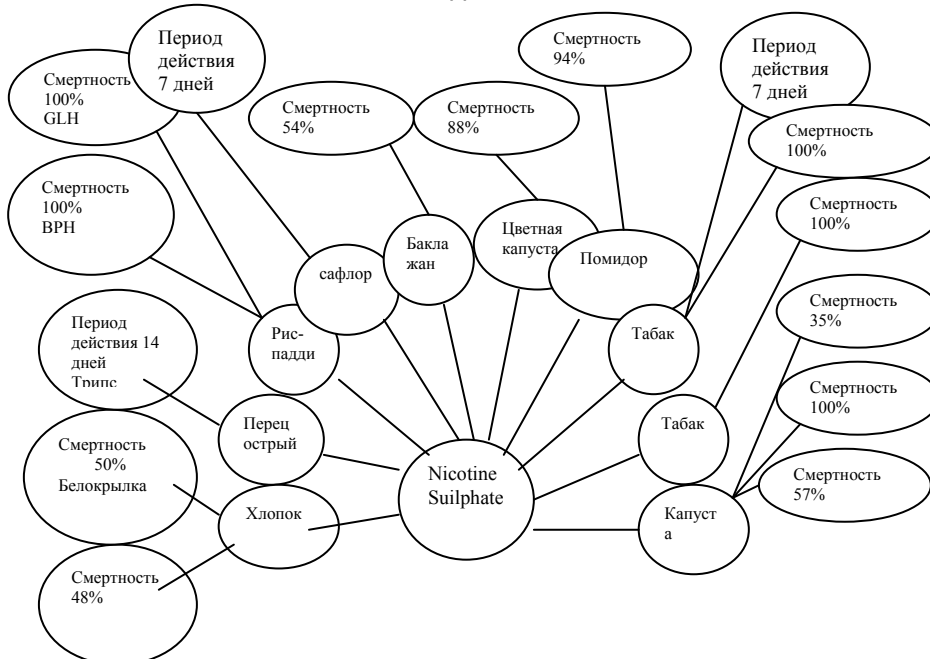 Смертность
100%
GLH
Период
действия
7 дней
Смертность
54%
Смертность
88%
Смертность
94%
Период
действия
7 дней
Смертность
100%
Смертность
100%
BPH
Смертность
100%
сафлор
Бакла
жан
Цветная
капуста
Помидор
Период
действия 14
дней
Трипс
Рис-
падди
Табак
Смертность
35%
Перец
острый
Табак
Смертность
100%
Смертность
50%
Белокрылка
Nicotine
Suilphate
Смертность
57%
Хлопок
Капуст
а
Смертность
48%